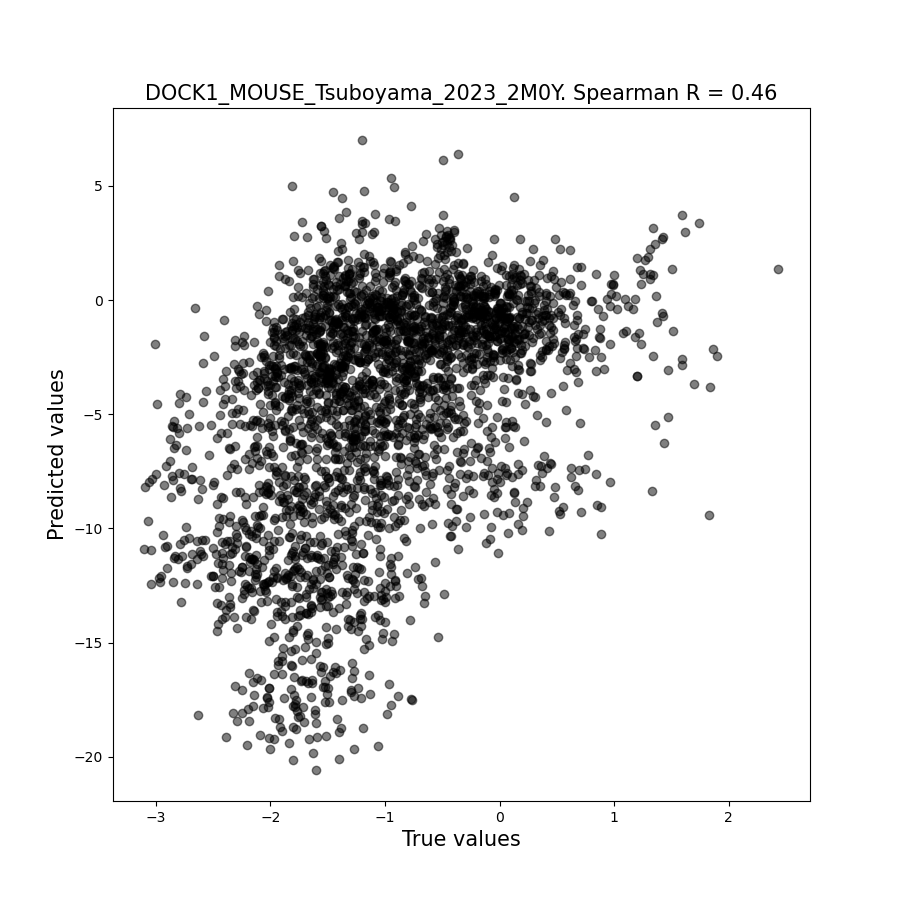 DOCK1_MOUSE_Tsuboyama_2023_2M0Y. Spearman R = 0.46
5
0
−5
−10
−15
−20
Predicted values
−3 −2 −1 0 1 2
True values